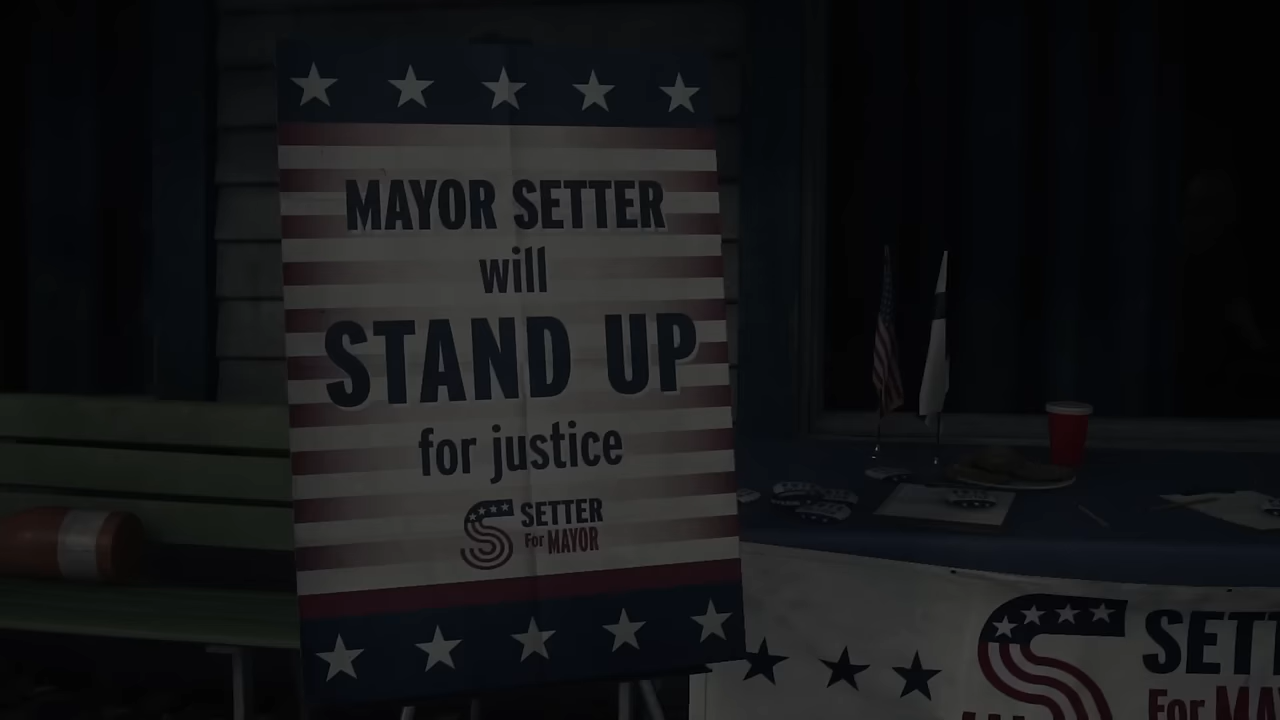 MAYOR SETTER
will
STAND UP
for justice
SETTER
For MAYOR
SETT
For MA